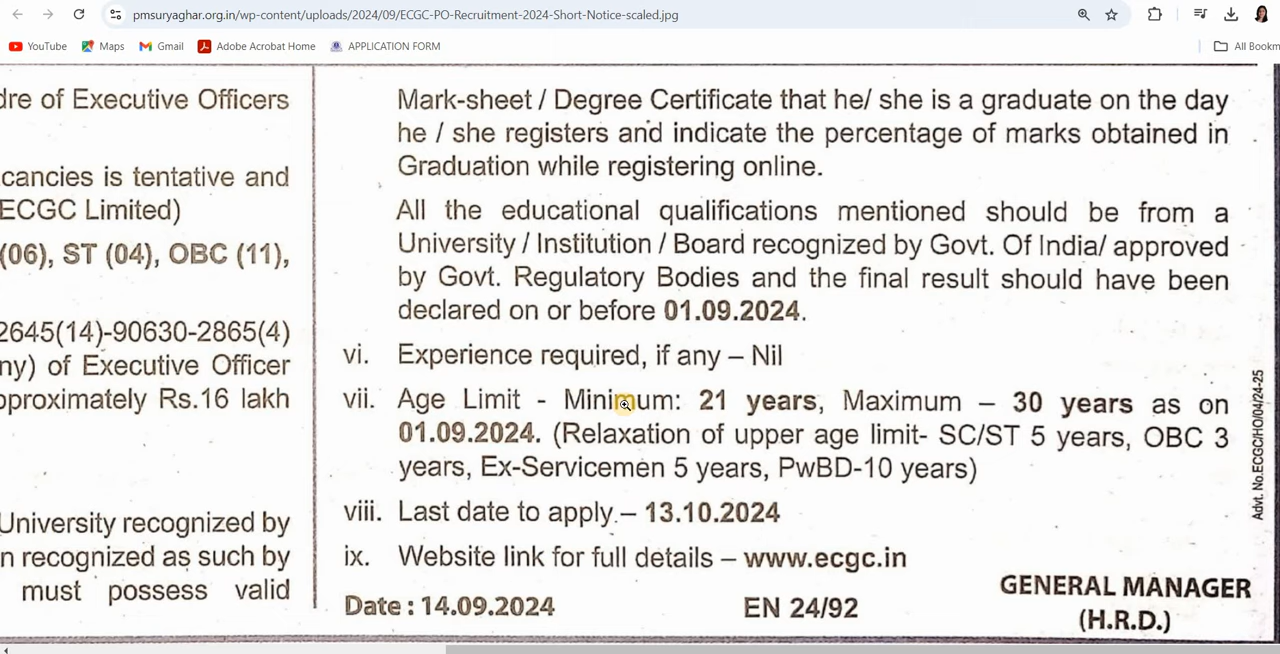 pmsuryaghar.org.in/wp-content/uploads/2024/09/ECGC-PO-Recruitment-2024-Short-Notice-scaled.jpg
YouTube Maps Gmail Adobe Acrobat Home APPLICATION FORM All Bookm
dre of Executive Officers
cancies is tentative and
ECGC Limited)
(06), ST (04), OBC (11),
2645(14)-90630-2865(4)
ny) of Executive Officer
pproximately Rs.16 lakh
University recognized by
n recognized as such by
must possess valid
Mark-sheet / Degree Certificate that he/ she is a graduate on the day
he / she registers and indicate the percentage of marks obtained in
Graduation while registering online.
All the educational qualifications mentioned should be from a
University / Institution / Board recognized by Govt. Of India/ approved
by Govt. Regulatory Bodies and the final result should have been
declared on or before 01.09.2024.
vi. Experience required, if any – Nil
vii. Age Limit - Minimum: 21 years, Maximum – 30 years as on
01.09.2024. (Relaxation of upper age limit- SC/ST 5 years, OBC 3
years, Ex-Servicemen 5 years, PwBD-10 years)
viii. Last date to apply.– 13.10.2024
ix. Website link for full details – www.ecgc.in
Date : 14.09.2024 EN 24/92
GENERAL MANAGER
(H.R.D.)
Advt. No.ECGC/HO/04/24-25